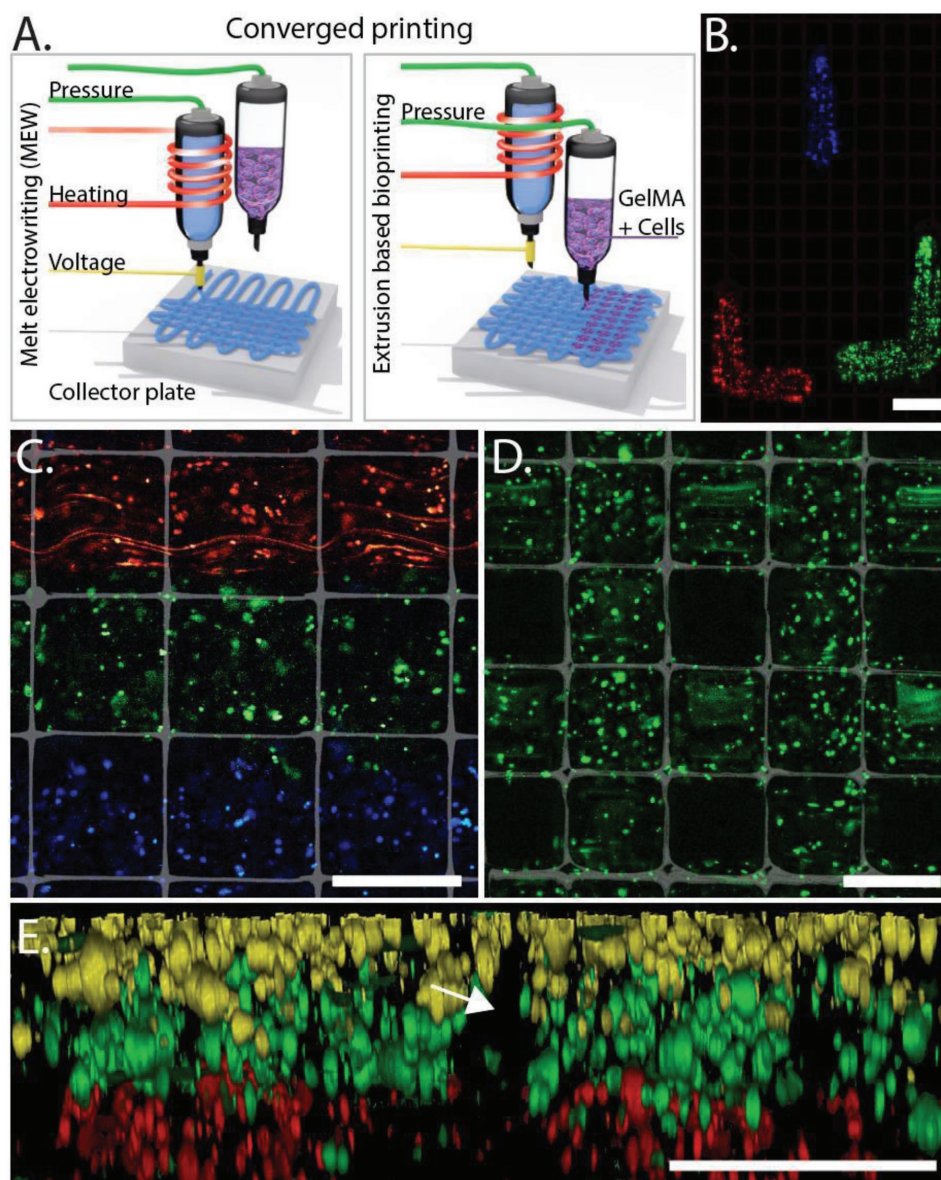 A.
Converged printing
B.
Melt electrowriting (MEW)
Pressure
Heating
Voltage
Collector plate
Extrusion based bioprinting
Pressure
GelMA
+ Cells
C.
D.
E.